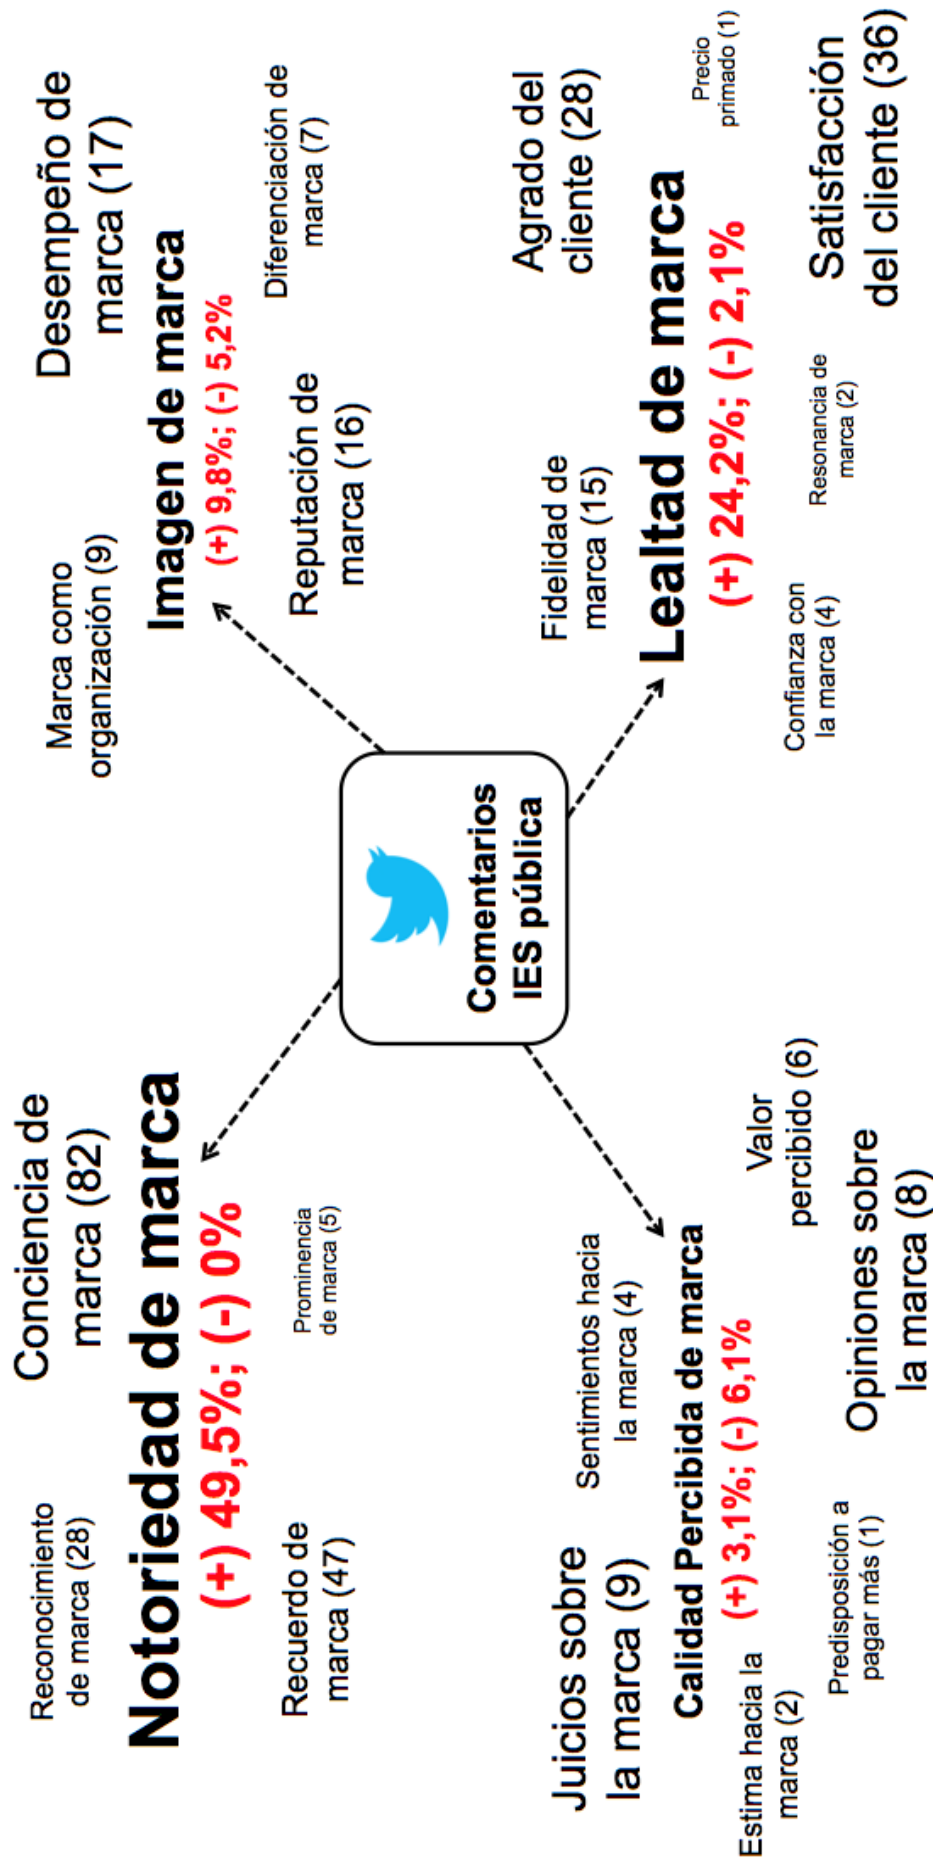 Conciencia de
marca (82)
Reconocimiento
de marca (28)
Notoriedad de marca
(+) 49,5%; (-) 0%
Recuerdo de
marca (47)
Prominencia
de marca (5)
Desempeño de
marca (17)
Marca como
organización (9)
Imagen de marca
(+) 9,8%; (-) 5,2%
Reputación de
marca (16)
Diferenciación de
marca (7)
Comentarios
IES pública
Juicios sobre
la marca (9)
Sentimientos hacia
la marca (4)
Calidad Percibida de marca
(+) 3,1%; (-) 6,1%
Estima hacia la
marca (2)
Valor
percibido (6)
Predisposición a
pagar más (1)
Opiniones sobre
la marca (8)
Agrado del
cliente (28)
Fidelidad de
marca (15)
Lealtad de marca
(+) 24,2%; (-) 2,1%
Precio
primado (1)
Confianza con
la marca (4)
Resonancia de
marca (2)
Satisfacción
del cliente (36)